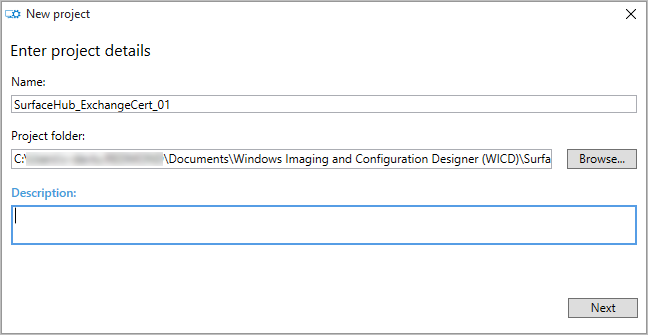 New project
Enter project details
Name:
SurfaceHub_ExchangeCert_01
Project folder:
C:\ \Documents\Windows Imaging and Configuration Designer (WICD)\Surfa
Browse...
Description:
Next